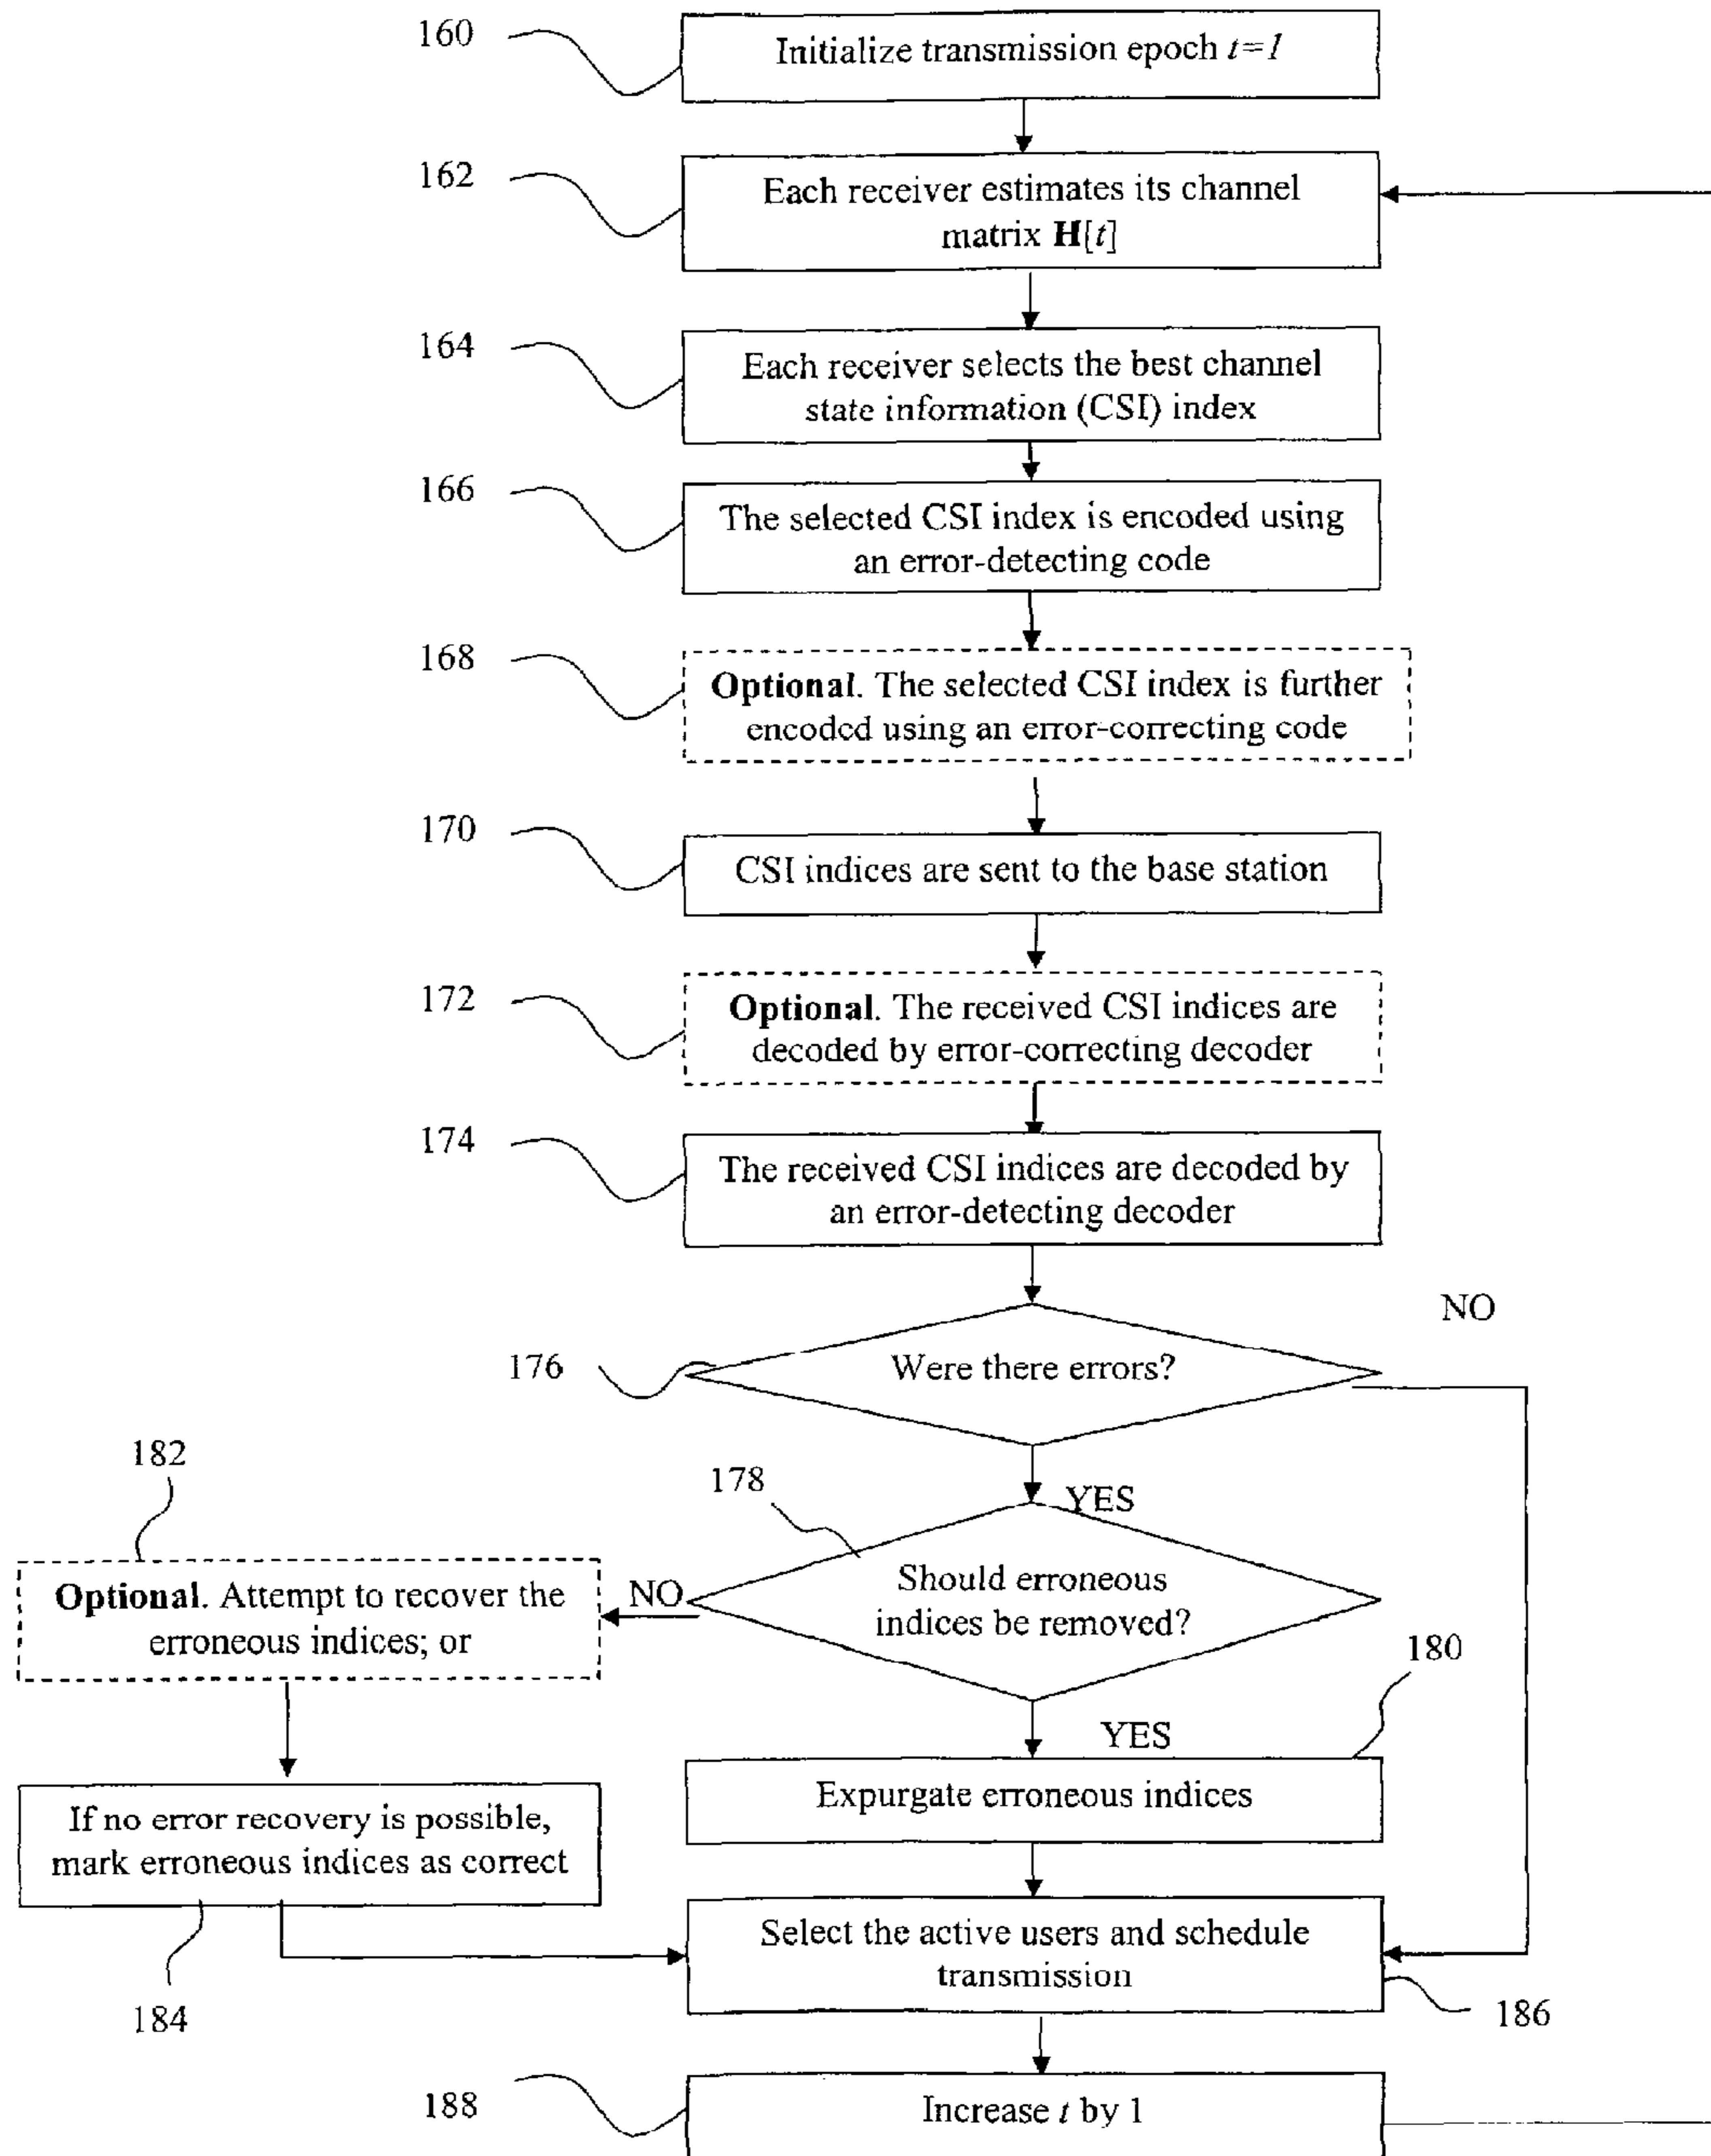 160
Initialize transmission epoch t=1
162
Each receiver estimates its channel
matrix H[t]
164
Each receiver selects the best channel
state information (CSI) index
166
The selected CSI index is encoded using
an error-detecting code
168
Optional. The selected CSI index is further
encoded using an error-correcting code
170
CSI indices are sent to the base station
172
Optional. The received CSI indices are
decoded by error-correcting decoder
174
The received CSI indices are decoded by
an error-detecting decoder
NO
176
Were there errors?
182
178
YES
Optional. Attempt to recover the
erroneous indices; or
NO
Should erroneous
indices be removed?
180
YES
If no error recovery is possible,
mark erroneous indices as correct
Expurgate erroneous indices
184
Select the active users and schedule
transmission
186
188
Increase t by 1